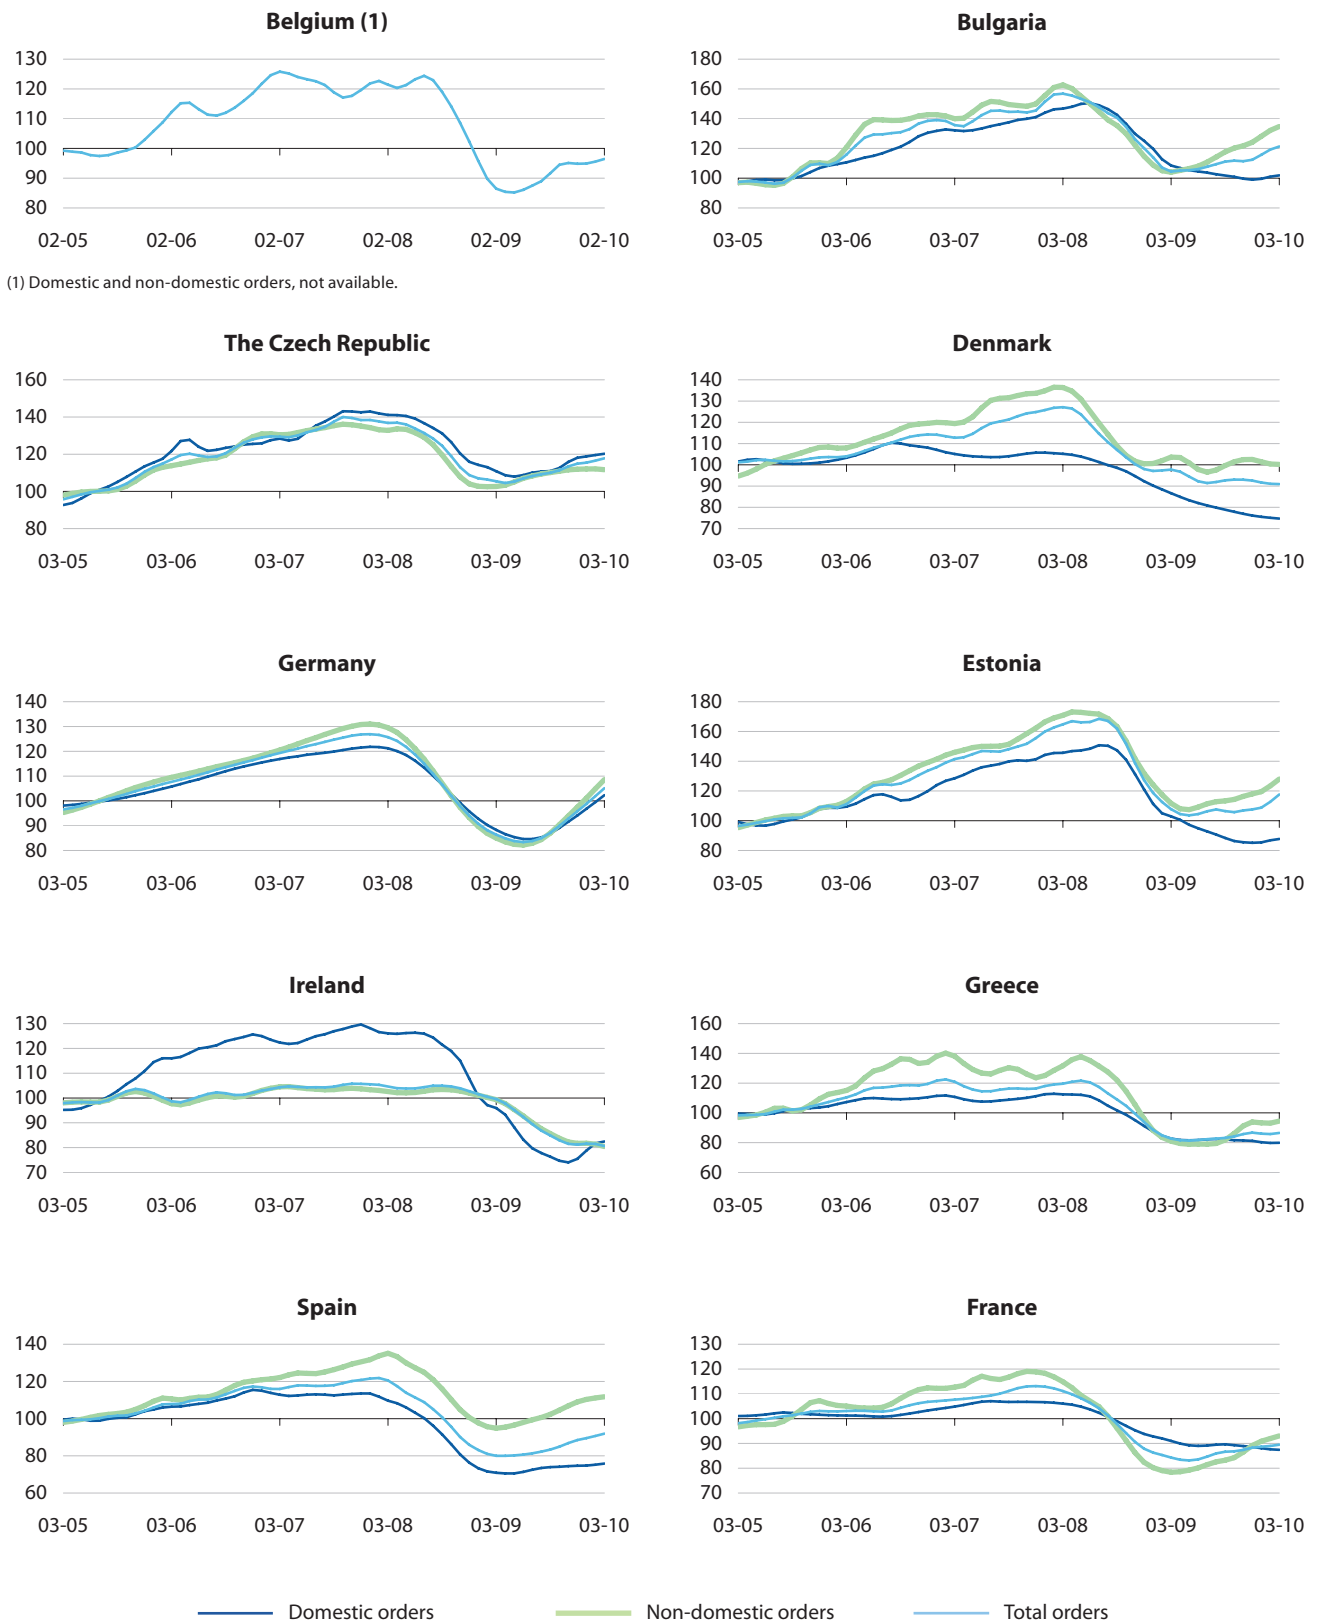 Belgium (1)
130
120
110
100
90
80
02-05 02-06 02-07 02-08 02-09 02-10
(1) Domestic and non-domestic orders, not available.
Bulgaria
180
160
140
120
100
80
03-05 03-06 03-07 03-08 03-09 03-10
The Czech Republic
160
140
120
100
80
03-05 03-06 03-07 03-08 03-09 03-10
Denmark
140
130
120
110
100
90
80
70
03-05 03-06 03-07 03-08 03-09 03-10
Germany
140
130
120
110
100
90
80
03-05 03-06 03-07 03-08 03-09 03-10
Estonia
180
160
140
120
100
80
03-05 03-06 03-07 03-08 03-09 03-10
Ireland
130
120
110
100
90
80
70
03-05 03-06 03-07 03-08 03-09 03-10
Greece
160
140
120
100
80
60
03-05 03-06 03-07 03-08 03-09 03-10
Spain
140
120
100
80
60
03-05 03-06 03-07 03-08 03-09 03-10
France
130
120
110
100
90
80
70
03-05 03-06 03-07 03-08 03-09 03-10
Domestic orders Non-domestic orders Total orders